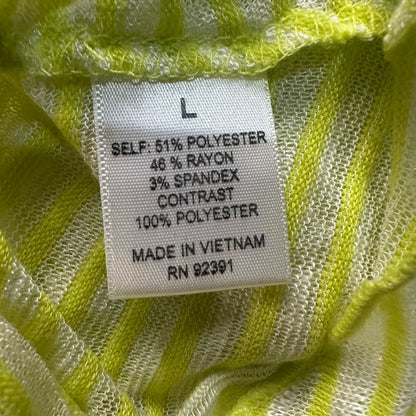 L
SELF: 51% POLYESTER
46 % RAYON
3% SPANDEX
CONTRAST
100% POLYESTER
MADE IN VIETNAM
RN 92391